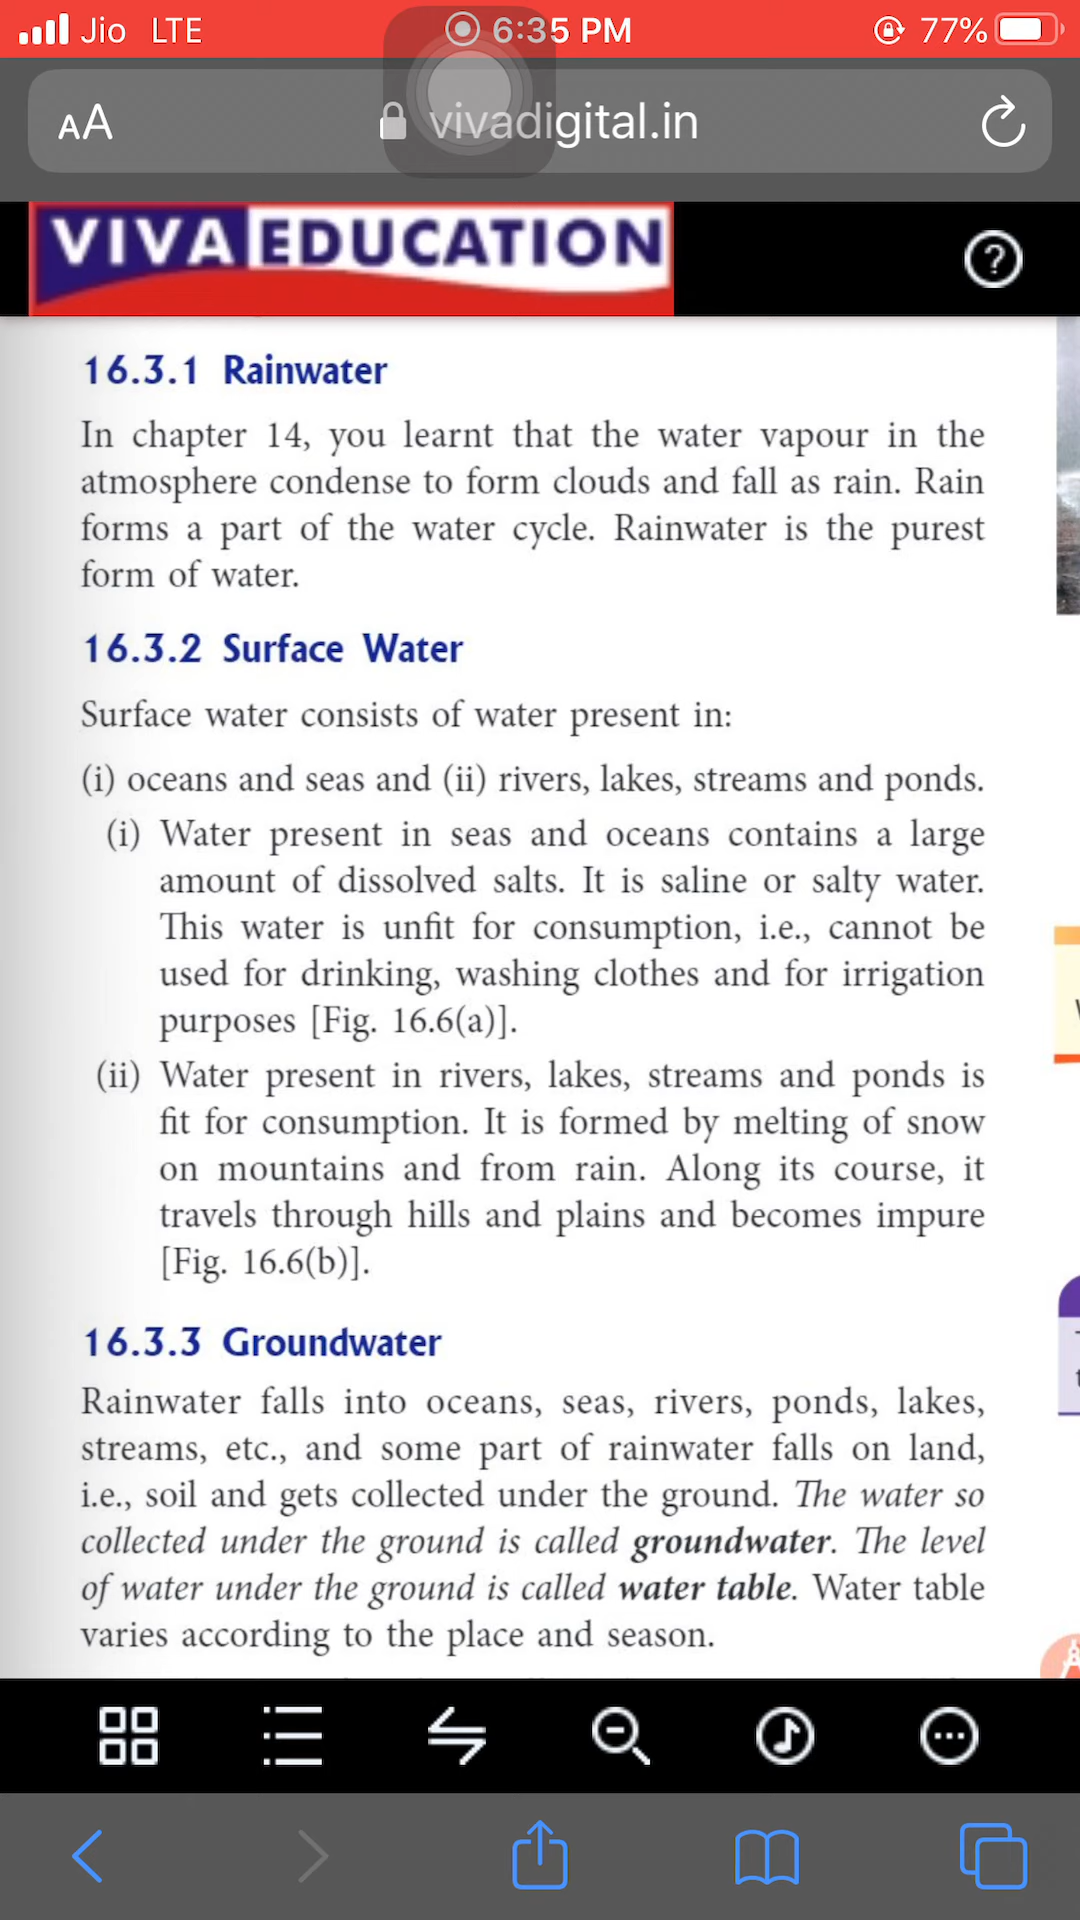 Jio LTE 6:35 PM 77%
AA vivadigital.in
VIVA EDUCATION
?
16.3.1 Rainwater
In chapter 14, you learnt that the water vapour in the
atmosphere condense to form clouds and fall as rain. Rain
forms a part of the water cycle. Rainwater is the purest
form of water.
16.3.2 Surface Water
Surface water consists of water present in:
(i) oceans and seas and (ii) rivers, lakes, streams and ponds.
(i) Water present in seas and oceans contains a large
amount of dissolved salts. It is saline or salty water.
This water is unfit for consumption, i.e., cannot be
used for drinking, washing clothes and for irrigation
purposes [Fig. 16.6(a)].
(ii) Water present in rivers, lakes, streams and ponds is
fit for consumption. It is formed by melting of snow
on mountains and from rain. Along its course, it
travels through hills and plains and becomes impure
[Fig. 16.6(b)].
16.3.3 Groundwater
Rainwater falls into oceans, seas, rivers, ponds, lakes,
streams, etc., and some part of rainwater falls on land,
i.e., soil and gets collected under the ground. The water so
collected under the ground is called groundwater. The level
of water under the ground is called water table. Water table
varies according to the place and season.